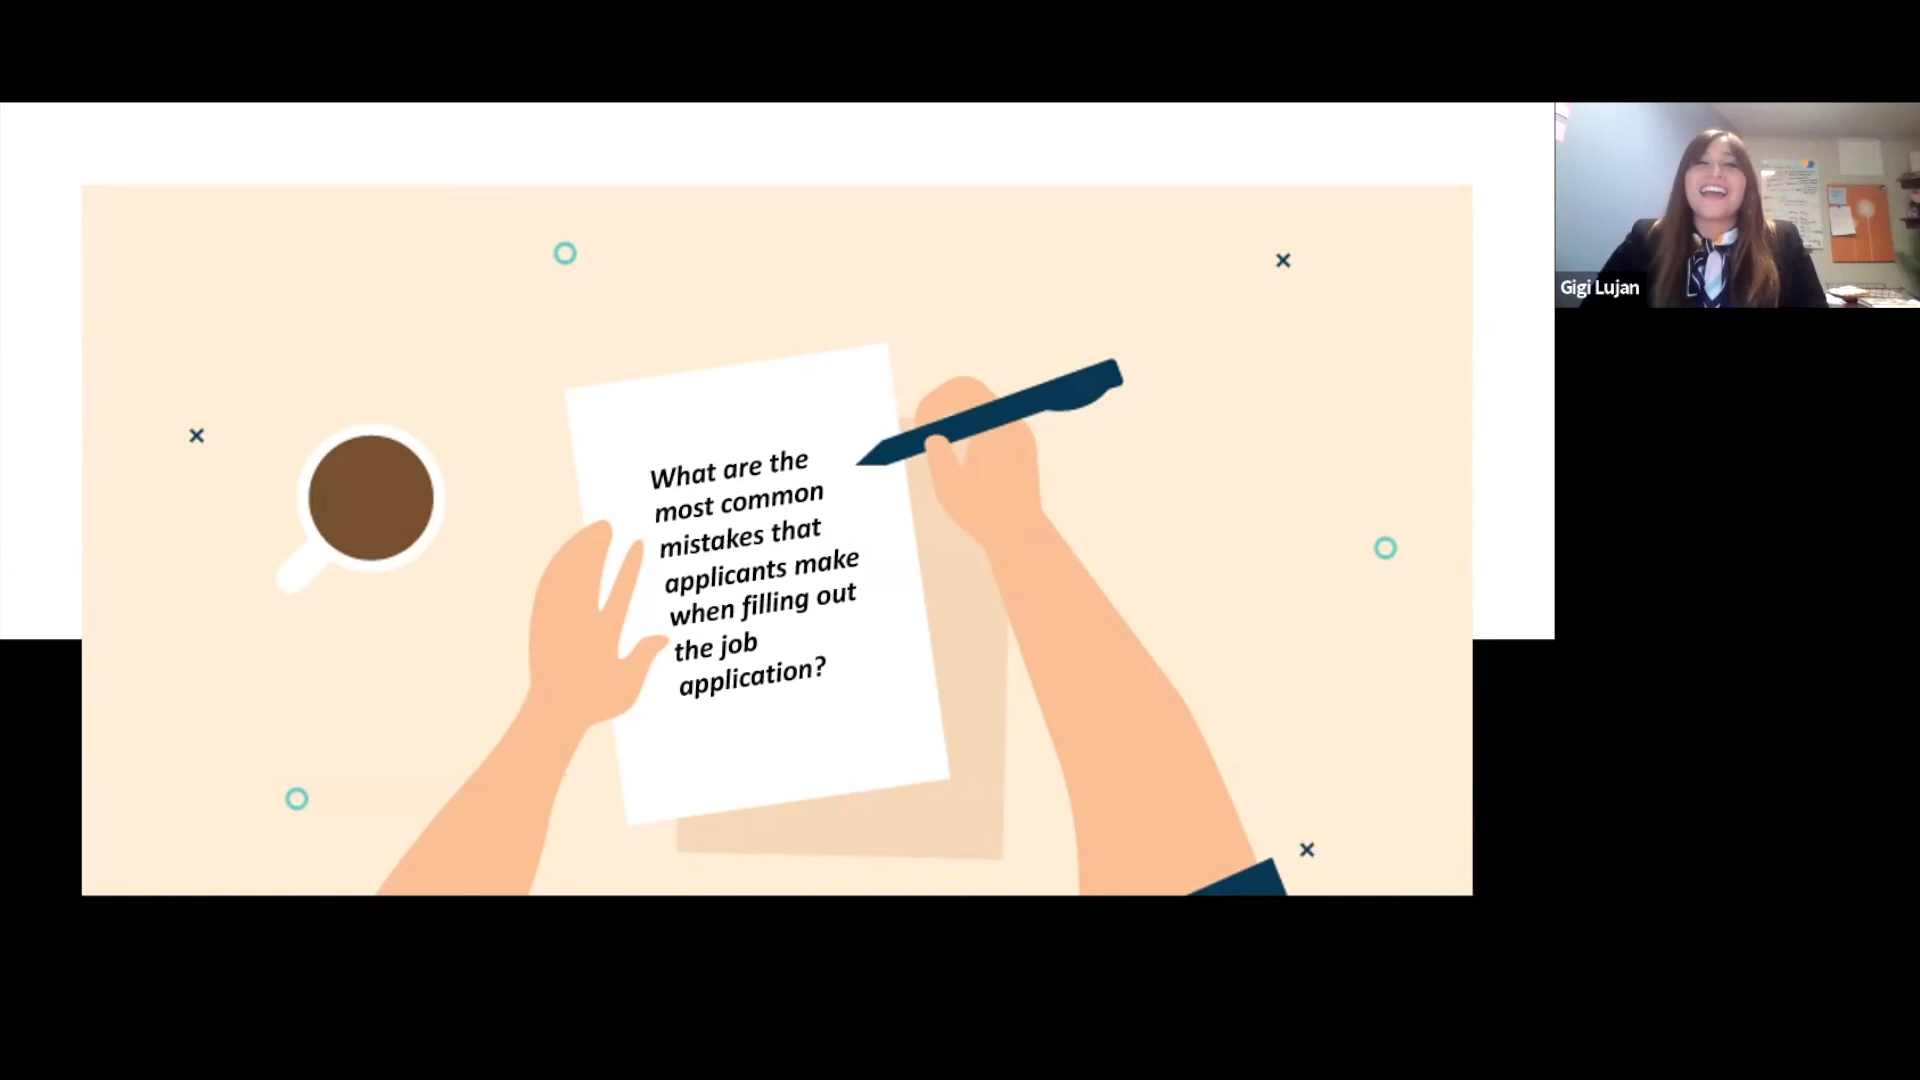 What are the
most common
mistakes that
applicants make
when filling out
the job
application?
Gigi Lujan